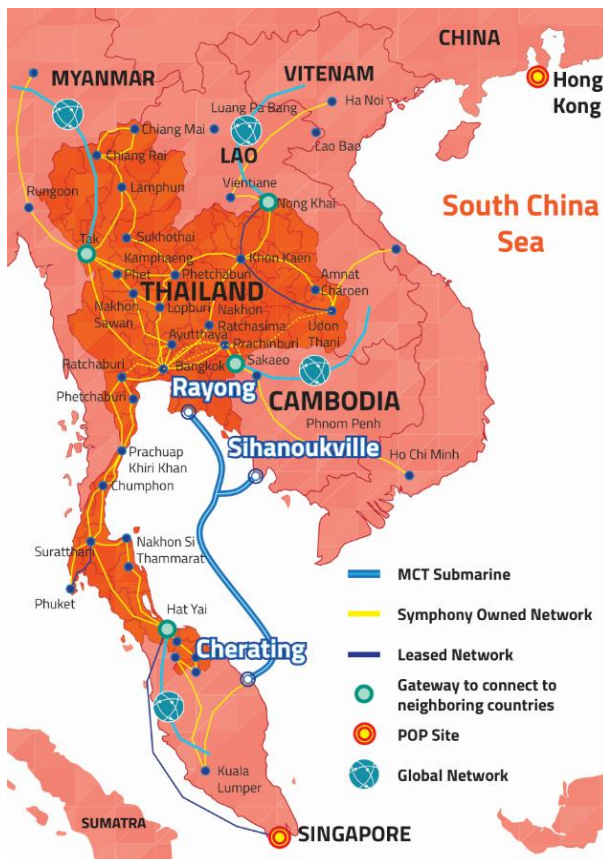 CHINA
MYANMAR
VITENAM
Hong
Kong
Luang Pa Bang
Ha Noi
Chiang Mai
Lao Bao
Chiang Rai
LAO
Rungoon
Lamphun
Vientiane
Nong Khai
South China
Sea
Tak
Sukhothai
Kamphaeng
Phet
Phetchabun
Khon Kaen
THAILAND
Amnat
Charoen
Nakhon
Sawan
Lopburi
Nakhon
Ratchasima
Udon
Thani
Ayutthaya
Prachinburi
Ratchaburi
Bangkok
Sakaeo
Phetchaburi
Rayong
CAMBODIA
Phnom Penh
Sihanoukville
Prachuap
Khiri Khan
Ho Chi Minh
Chumphon
Suratthani
Nakhon Si
Thammarat
Phuket
Hat Yai
Cherating
Kuala
Lumper
SUMATRA
SINGAPORE
MCT Submarine
Symphony Owned Network
Leased Network
Gateway to connect to
neighboring countries
POP Site
Global Network